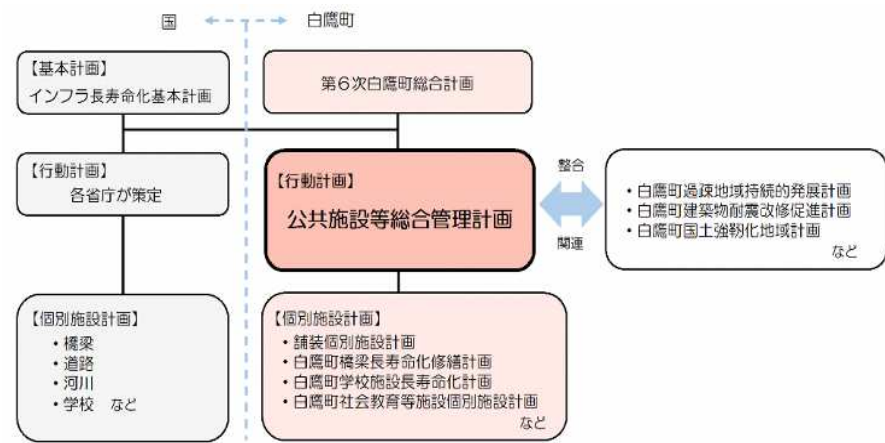 国
白鷹町
【基本計画】
インフラ長寿命化基本計画
第6次白鷹町総合計画
【行動計画】
各省庁が策定
【行動計画】
公共施設等総合管理計画
整合
関連
・白鷹町過疎地域持続的発展計画
・白鷹町建築物耐震改修促進計画
・白鷹町国土強靱化地域計画
など
【個別施設計画】
・橋梁
・道路
・河川
・学校 など
【個別施設計画】
・舗装個別施設計画
・白鷹町橋梁長寿命化修繕計画
・白鷹町学校施設長寿命化計画
・白鷹町社会教育等施設個別施設計画
など